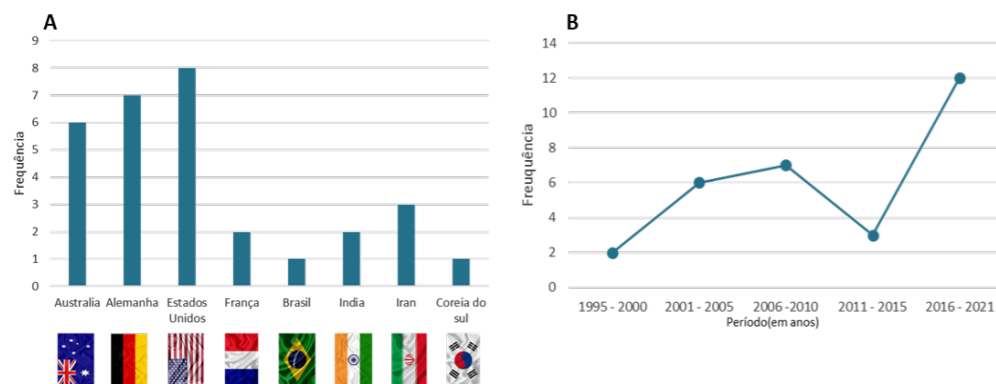 A
9
8
7
6
5
4
3
2
1
0
Frequência
Australia Alemanha Estados Unidos França Brasil India Iran Coreia do sul
B
14
12
10
8
6
4
2
0
Freuquência
1995 - 2000 2001 - 2005 2006-2010 2011 - 2015 2016 - 2021
Período(em anos)